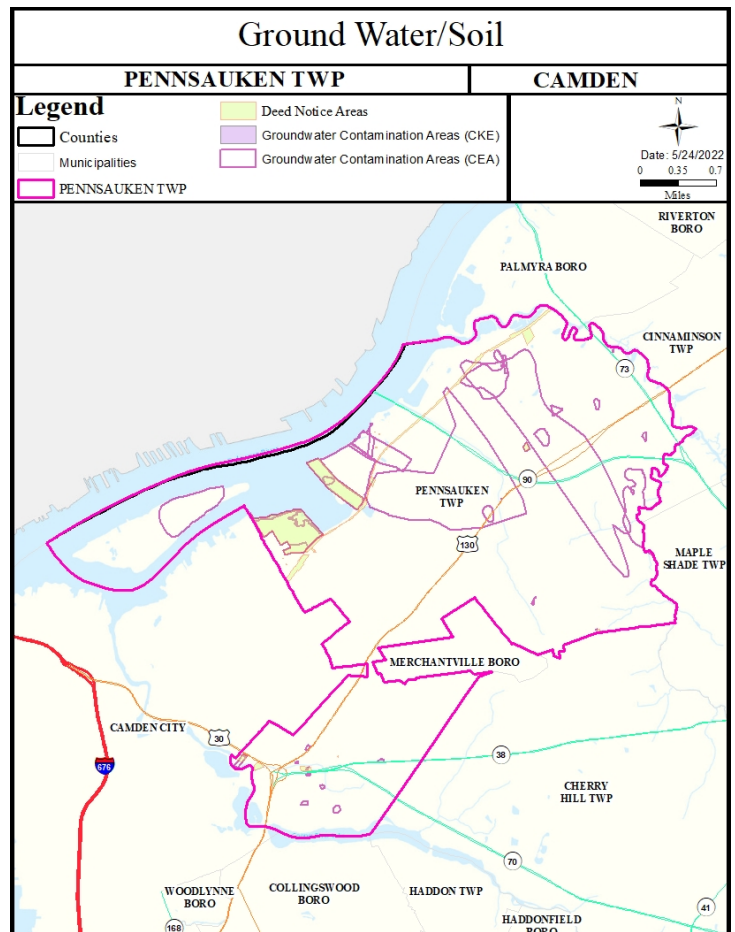 Ground Water/Soil
PENNSAUKEN TWP
CAMDEN
Legend
Counties
Municipalities
PENNSAUKEN TWP
Deed Notice Areas
Groundwater Contamination Areas (CKE)
Groundwater Contamination Areas (CEA)
N
Date: 5/24/2022
0 0.35 0.7
Miles
RIVERTON
BORO
PALMYRA BORO
CINNAMINSON
TWP
73
90
PENNSAUKEN
TWP
130
MAPLE
SHADE TWP
MERCHANTVILLE BORO
CAMDEN CITY
30
38
676
CHERRY
HILL TWP
70
WOODLYNNE
BORO
COLLINGSWOOD
BORO
HADDON TWP
41
168
HADDONFIELD
BORO